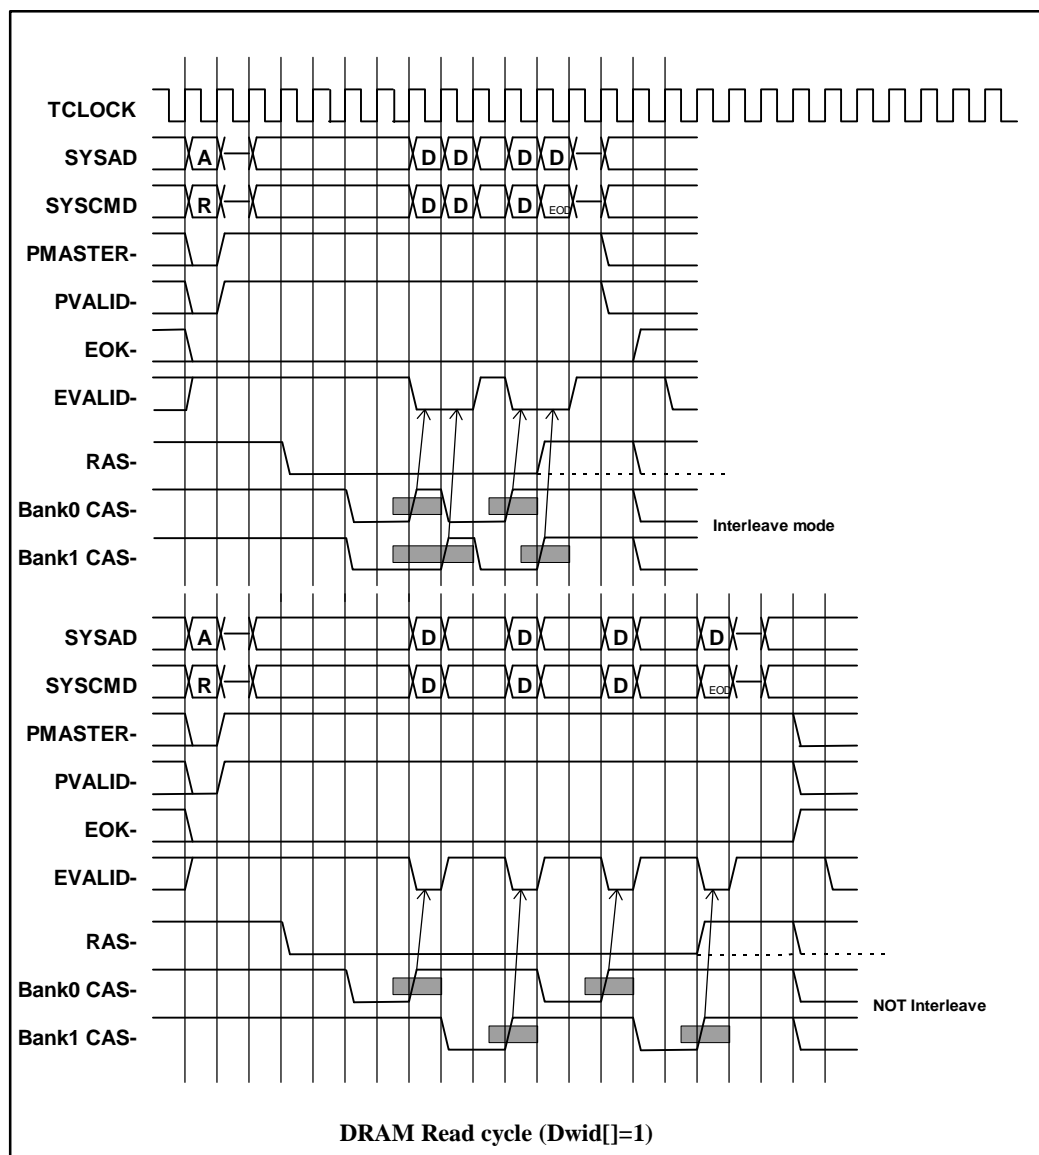 TCLOCK
SYSAD A D D D D
SYSCMD R D D D EOD
PMASTER-
PVALID-
EOK-
EVALID-
RAS-
Bank0 CAS-
Interleave mode
Bank1 CAS-
SYSAD A D D D D
SYSCMD R D D D EOD
PMASTER-
PVALID-
EOK-
EVALID-
RAS-
Bank0 CAS-
NOT Interleave
Bank1 CAS-
DRAM Read cycle (Dwid[]=1)